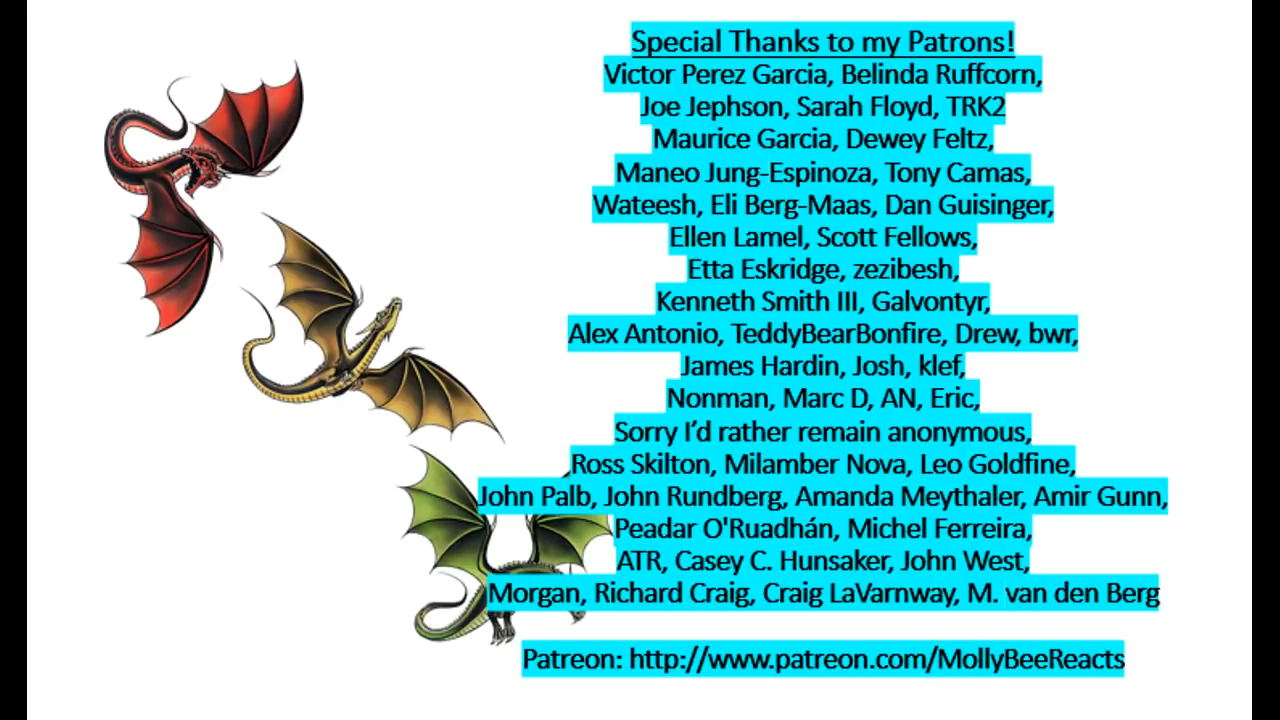 Special Thanks to my Patrons!
Victor Perez Garcia, Belinda Ruffcorn,
Joe Jephson, Sarah Floyd, TRK2
Maurice Garcia, Dewey Feltz,
Maneo Jung-Espinoza, Tony Camas,
Wateesh, Eli Berg-Maas, Dan Guisinger,
Ellen Lamel, Scott Fellows,
Etta Eskridge, zezibesh,
Kenneth Smith III, Galvontyr,
Alex Antonio, TeddyBearBonfire, Drew, bwr,
James Hardin, Josh, klef,
Nonman, Marc D, AN, Eric,
Sorry I’d rather remain anonymous,
Ross Skilton, Milamber Nova, Leo Goldfine,
John Palb, John Rundberg, Amanda Meythaler, Amir Gunn,
Peadar O'Ruadhán, Michel Ferreira,
ATR, Casey C. Hunsaker, John West,
Morgan, Richard Craig, Craig LaVarnway, M. van den Berg
Patreon: http://www.patreon.com/MollyBeeReacts